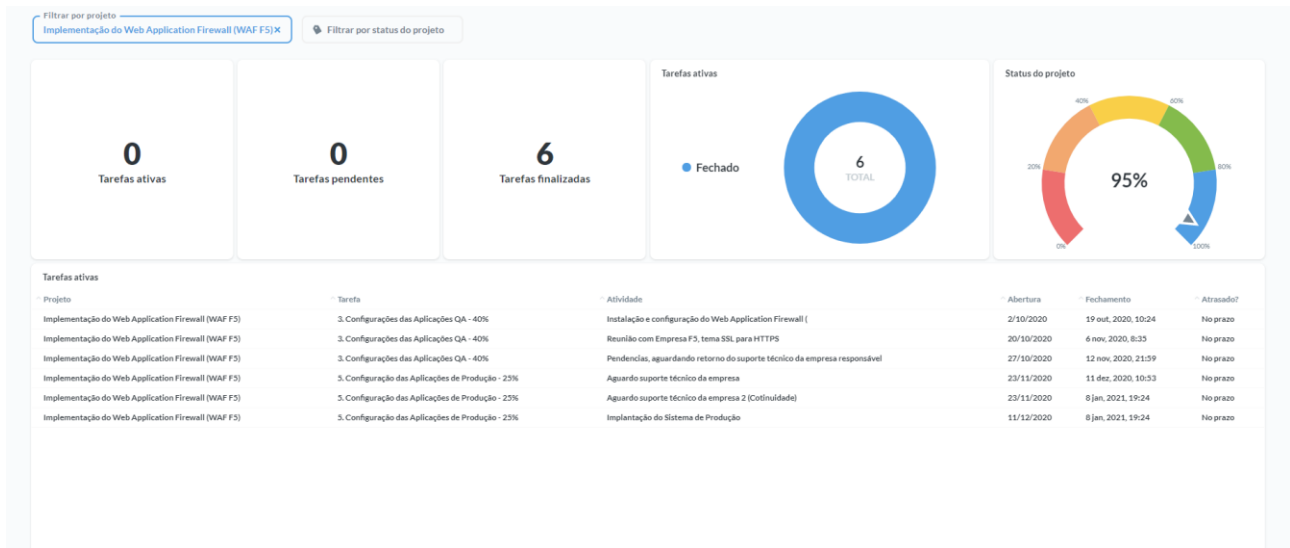 Filtrar por projeto
Implementação do Web Application Firewall (WAF F5) ×
Filtrar por status do projeto
0
Tarefas ativas
0
Tarefas pendentes
6
Tarefas finalizadas
Tarefas ativas
Fechado
6
TOTAL
Status do projeto
0%
20%
40%
60%
80%
100%
95%
Tarefas ativas
Projeto Tarefa Atividade Abertura Fechamento Atrasado?
Implementação do Web Application Firewall (WAF F5) 3. Configurações das Aplicações QA - 40% Instalação e configuração do Web Application Firewall ( 2/10/2020 19 out, 2020, 10:24 No prazo
Implementação do Web Application Firewall (WAF F5) 3. Configurações das Aplicações QA - 40% Reunião com Empresa F5, tema SSL para HTTPS 20/10/2020 6 nov, 2020, 8:35 No prazo
Implementação do Web Application Firewall (WAF F5) 3. Configurações das Aplicações QA - 40% Pendencias, aguardando retorno do suporte técnico da empresa responsável 27/10/2020 12 nov, 2020, 21:59 No prazo
Implementação do Web Application Firewall (WAF F5) 5. Configuração das Aplicações de Produção - 25% Aguardo suporte técnico da empresa 23/11/2020 11 dez, 2020, 10:53 No prazo
Implementação do Web Application Firewall (WAF F5) 5. Configuração das Aplicações de Produção - 25% Aguardo suporte técnico da empresa 2 (Cotinuidade) 23/11/2020 8 jan, 2021, 19:24 No prazo
Implementação do Web Application Firewall (WAF F5) 5. Configuração das Aplicações de Produção - 25% Implantação do Sistema de Produção 11/12/2020 8 jan, 2021, 19:24 No prazo